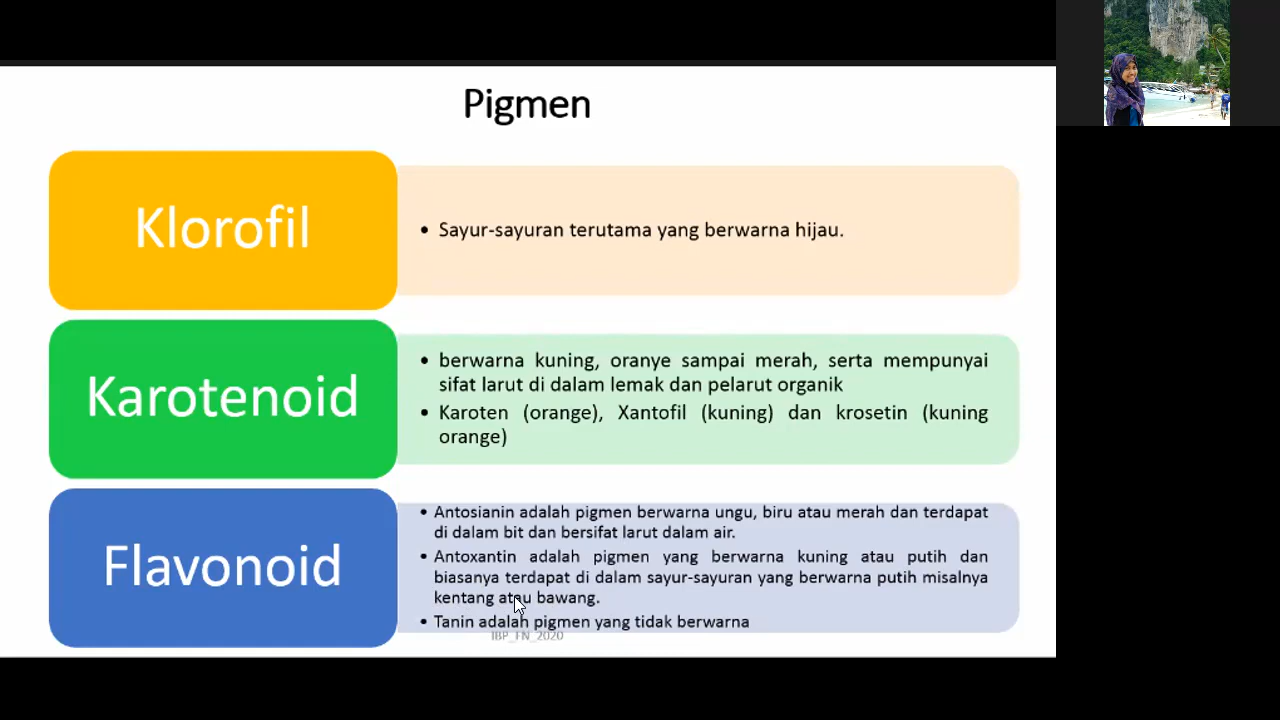 Pigmen
Klorofil
• Sayur-sayuran terutama yang berwarna hijau.
Karotenoid
• berwarna kuning, oranye sampai merah, serta mempunyai
sifat larut di dalam lemak dan pelarut organik
• Karoten (orange), Xantofil (kuning) dan krosetin (kuning
orange)
Flavonoid
• Antosianin adalah pigmen berwarna ungu, biru atau merah dan terdapat
di dalam bit dan bersifat larut dalam air.
• Antoxantin adalah pigmen yang berwarna kuning atau putih dan
biasanya terdapat di dalam sayur-sayuran yang berwarna putih misalnya
kentang atau bawang.
• Tanin adalah pigmen yang tidak berwarna
IBP_FN_2020